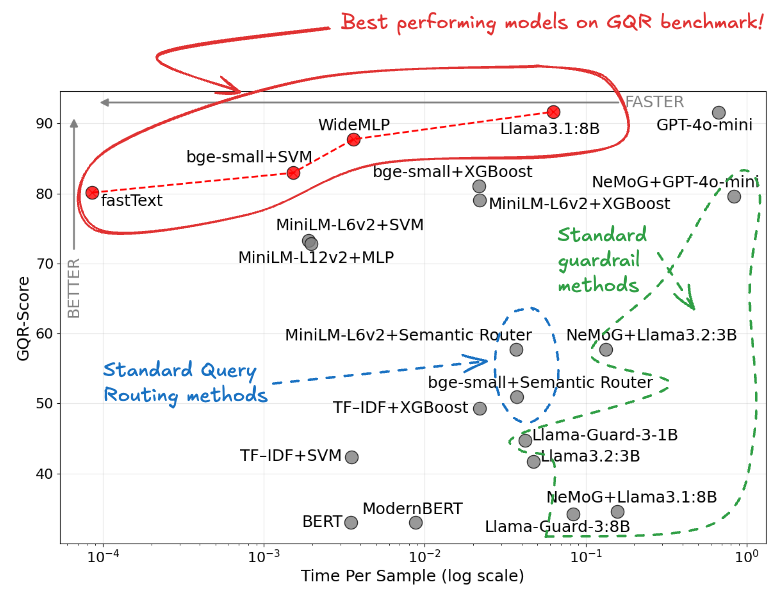 Best performing models on GQR benchmark!
FASTER
90
WideMLP
Llama3.1:8B
GPT-4o-mini
bge-small+SVM
bge-small+XGBoost
NeMoG+GPT-4o-mini
80
fastText
MiniLM-L6v2+XGBoost
MiniLM-L6v2+SVM
MiniLM-L12v2+MLP
Standard
guardrail
methods
70
BETTER
GQR-Score
60
MiniLM-L6v2+Semantic Router
NeMoG+Llama3.2:3B
Standard Query
Routing methods
bge-small+Semantic Router
50
TF–IDF+XGBoost
Llama-Guard-3-1B
TF–IDF+SVM
Llama3.2:3B
40
NeMoG+Llama3.1:8B
ModernBERT
BERT
Llama-Guard-3:8B
10⁻⁴
10⁻³
10⁻²
10⁻¹
10⁰
Time Per Sample (log scale)